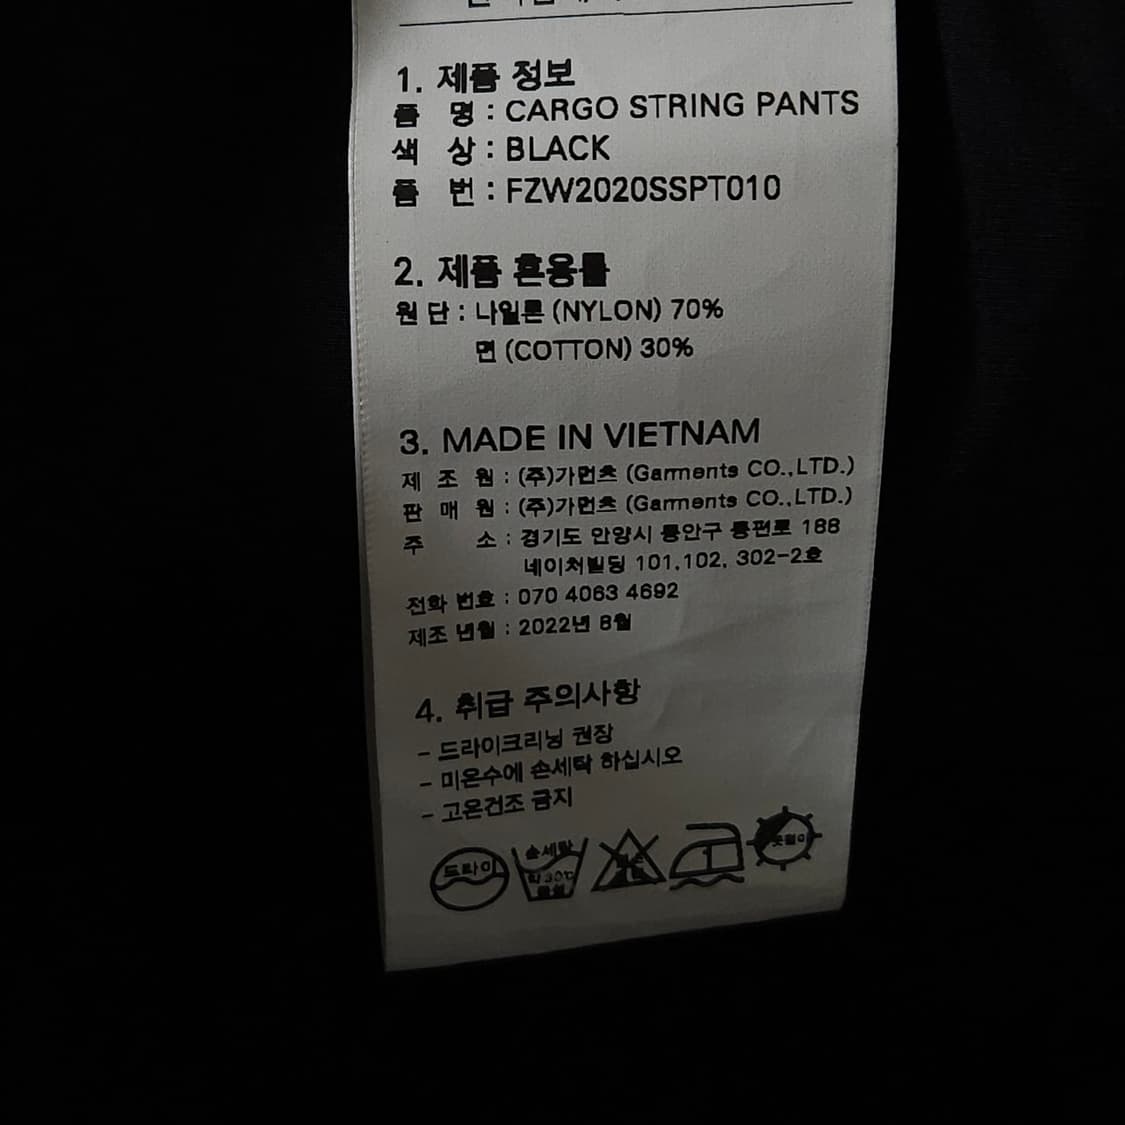 1. 제품 정보
품 명 : CARGO STRING PANTS
색 상 : BLACK
품 번 : FZW2020SSPT010
2. 제품 혼용률
원 단 : 나일론 (NYLON) 70%
면 (COTTON) 30%
3. MADE IN VIETNAM
제 조 원 : (주)가먼츠 (Garments CO.,LTD.)
판 매 원 : (주)가먼츠 (Garments CO.,LTD.)
주 소 : 경기도 안양시 동안구 동편로 188
네이처빌딩 101,102, 302-2호
전화 번호 : 070 4063 4692
제조 년월 : 2022년 8월
4. 취급 주의사항
- 드라이크리닝 권장
- 미온수에 손세탁 하십시오
- 고온건조 금지
드라이
손세탁
약 30℃
중성